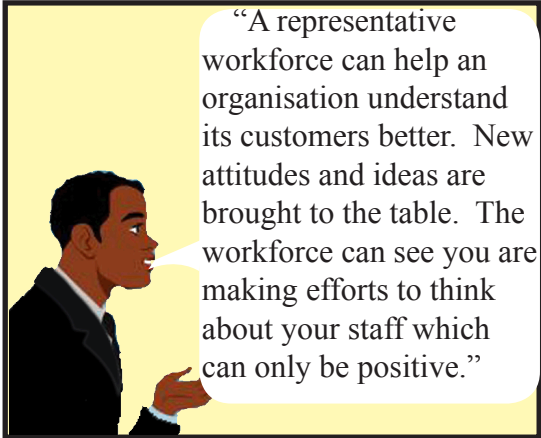 “A representative
workforce can help an
organisation understand
its customers better.  New
attitudes and ideas are
brought to the table.  The
workforce can see you are
making efforts to think
about your staff which
can only be positive.”